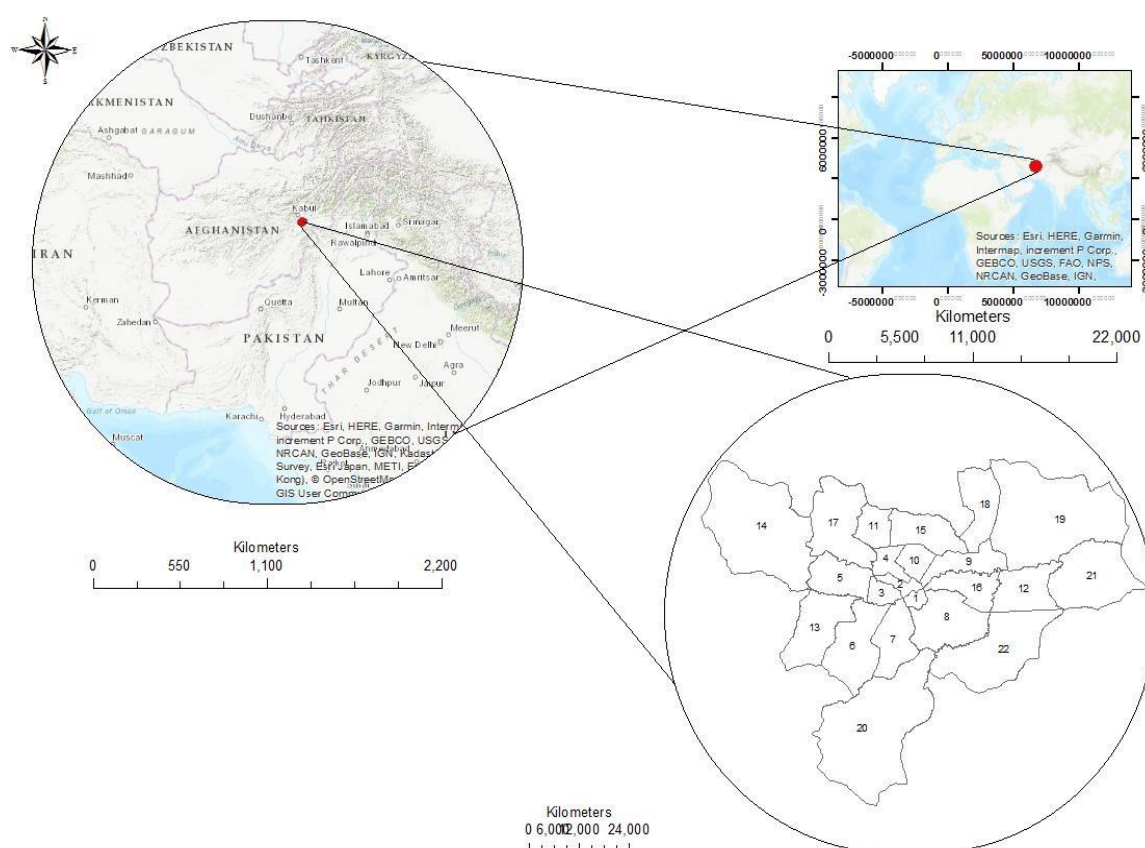 N
W
E
S
ZBEKISTAN
Tashkent
KYRGYZS
RKMENISTAN
Dushanbe
TAJIKISTAN
Ashgabat
GARAGUM
Amu Darya
Mashhad
Kabul
AFGHANISTAN
Islamabad
Srinagar
Rawalpindi
IRAN
Lahore
Amritsar
Kerman
Quetta
Multan
Zahedan
PAKISTAN
Meerut
New Delhi
THAR DESERT
Agra
Jodhpur
Jaipur
Gulf of Oman
Karachi
Hyderabad
Muscat
Ahmedabad
Sources: Esri, HERE, Garmin, Interm
increment P Corp., GEBCO, USGS
NRCAN, GeoBase, IGN, Kadast
Survey, Esri Japan, METI, E
Kong), © OpenStreetMa
GIS User Comm
Kilometers
0 550 1,100 2,200
-5000000 0 5000000 10000000
6000000
0
-3000000
6000000
0
Sources: Esri, HERE, Garmin,
Intermap, increment P Corp.,
GEBCO, USGS, FAO, NPS,
NRCAN, GeoBase, IGN,
-5000000 0 5000000 10000000
Kilometers
0 5,500 11,000 22,000
18
14
17
11
15
19
4
10
9
5
21
2
3
1
16
12
13
8
6
7
22
20
Kilometers
0 6,000 12,000 24,000